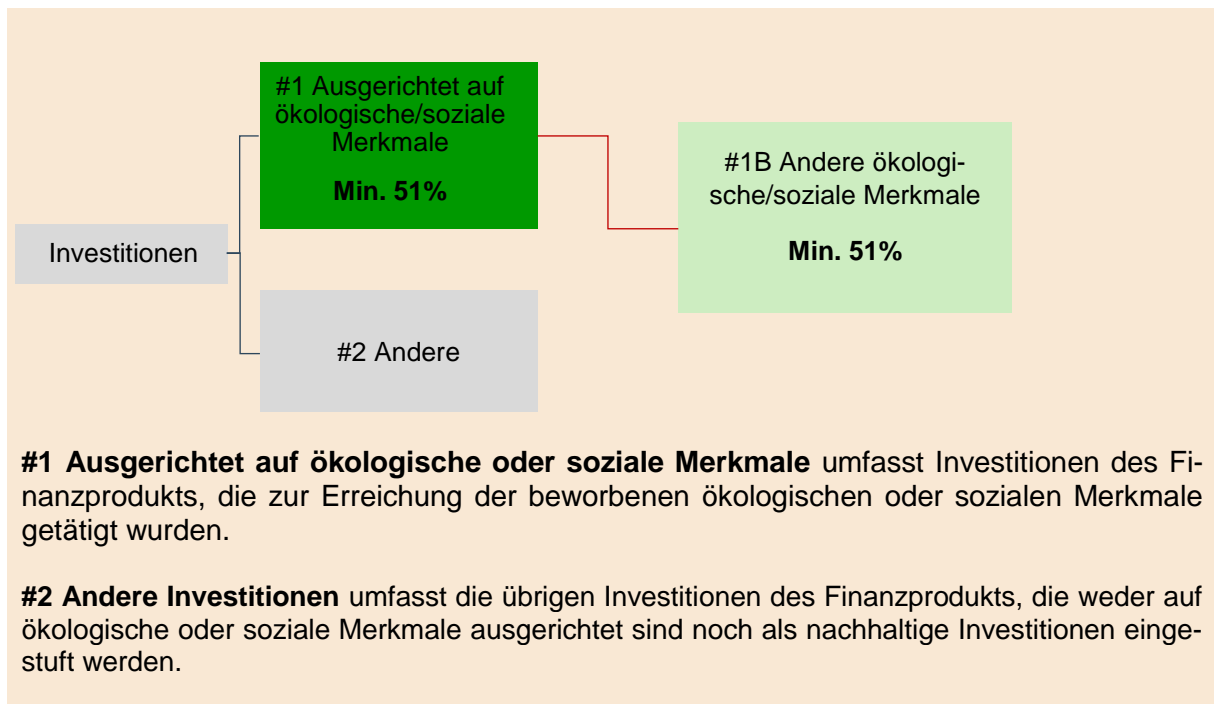 #1 Ausgerichtet auf
ökologische/soziale
Merkmale
Min. 51%
#1B Andere ökologi-
sche/soziale Merkmale
Min. 51%
Investitionen
#2 Andere
#1 Ausgerichtet auf ökologische oder soziale Merkmale umfasst Investitionen des Fi-
nanzprodukts, die zur Erreichung der beworbenen ökologischen oder sozialen Merkmale
getätigt wurden.
#2 Andere Investitionen umfasst die übrigen Investitionen des Finanzprodukts, die weder auf
ökologische oder soziale Merkmale ausgerichtet sind noch als nachhaltige Investitionen einge-
stuft werden.